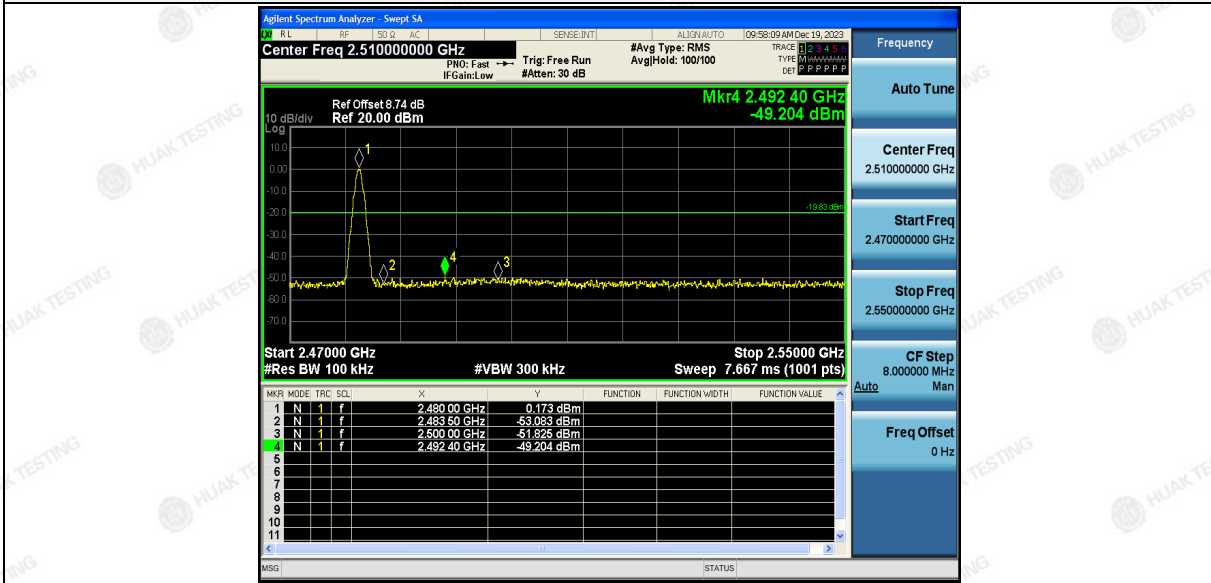 Agilent Spectrum Analyzer - Swept SA
LXI RL RF 50 Ω AC SENSE:INT ALIGN AUTO 09:58:09 AM Dec 19, 2023
Center Freq 2.510000000 GHz
PNO: Fast
IFGain:Low
Trig: Free Run
#Atten: 30 dB
#Avg Type: RMS
Avg|Hold: 100/100
TRACE 1 2 3 4 5 6
TYPE M
DET P P P P P P
Frequency
Mkr4 2.492 40 GHz
-49.204 dBm
Ref Offset 8.74 dB
10 dB/div Ref 20.00 dBm
Log
10.0
0.00
-10.0
-20.0
-30.0
-40.0
-50.0
-60.0
-70.0
1
2
4
3
-19.83 dBm
Start 2.47000 GHz Stop 2.55000 GHz
#Res BW 100 kHz #VBW 300 kHz Sweep 7.667 ms (1001 pts)
MKR MODE TRC SCL X Y FUNCTION FUNCTION WIDTH FUNCTION VALUE
1 N 1 f 2.480 00 GHz 0.173 dBm
2 N 1 f 2.483 50 GHz -53.083 dBm
3 N 1 f 2.500 00 GHz -51.825 dBm
4 N 1 f 2.492 40 GHz -49.204 dBm
5
6
7
8
9
10
11
MSG STATUS
Auto Tune
Center Freq
2.510000000 GHz
Start Freq
2.470000000 GHz
Stop Freq
2.550000000 GHz
CF Step
8.000000 MHz
Auto Man
Freq Offset
0 Hz
HUAK TESTING
HUAK TESTING
HUAK TESTING
HUAK TESTING